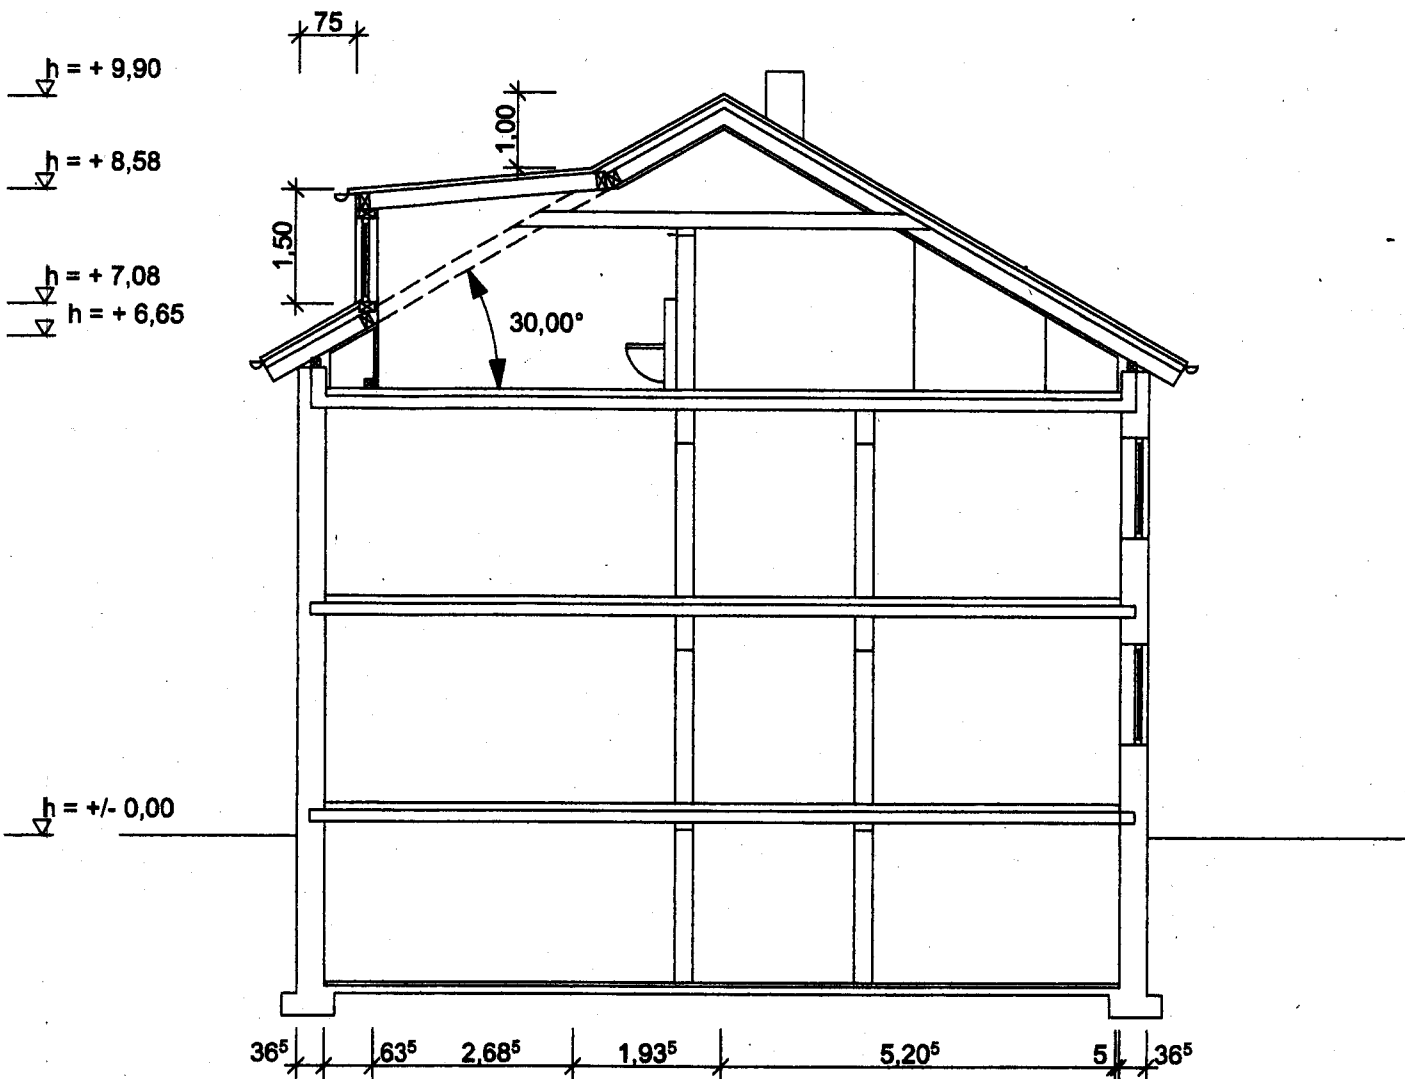 75
h = + 9,90
1,00
h = + 8,58
1,50
h = + 7,08
h = + 6,65
30,00°
h = +/- 0,00
36⁵ 63⁵ 2,68⁵ 1,93⁵ 5,20⁵ 5 36⁵